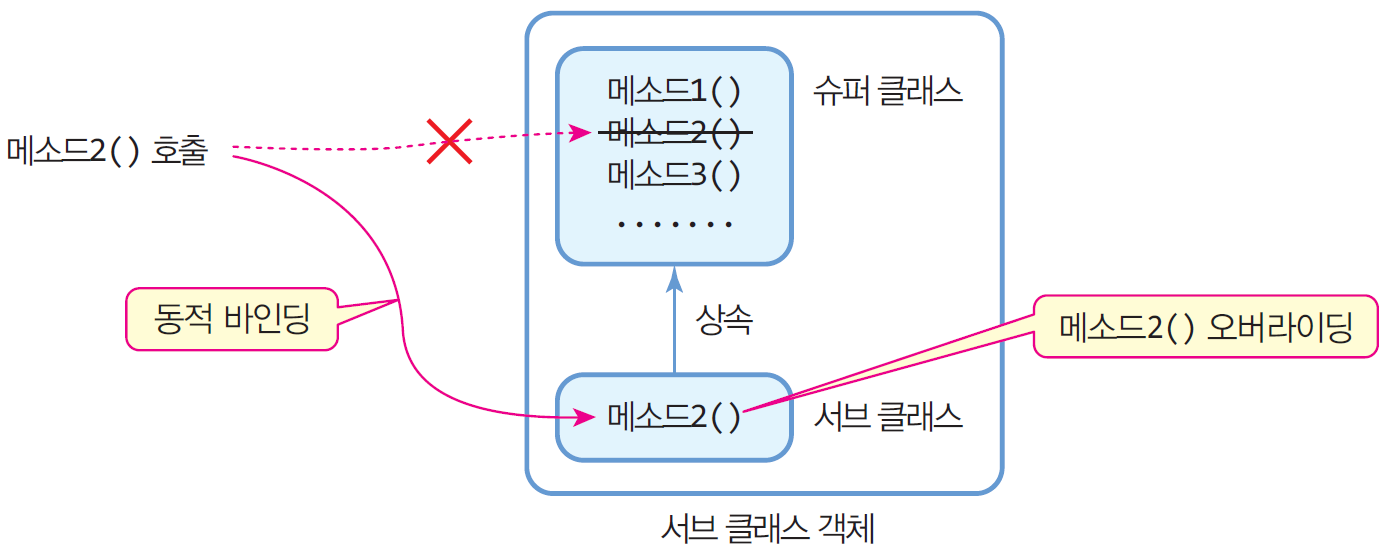 메소드1()
슈퍼 클래스
메소드2()
메소드2() 호출
메소드3()
.......
동적 바인딩
상속
메소드2() 오버라이딩
메소드2()
서브 클래스
서브 클래스 객체